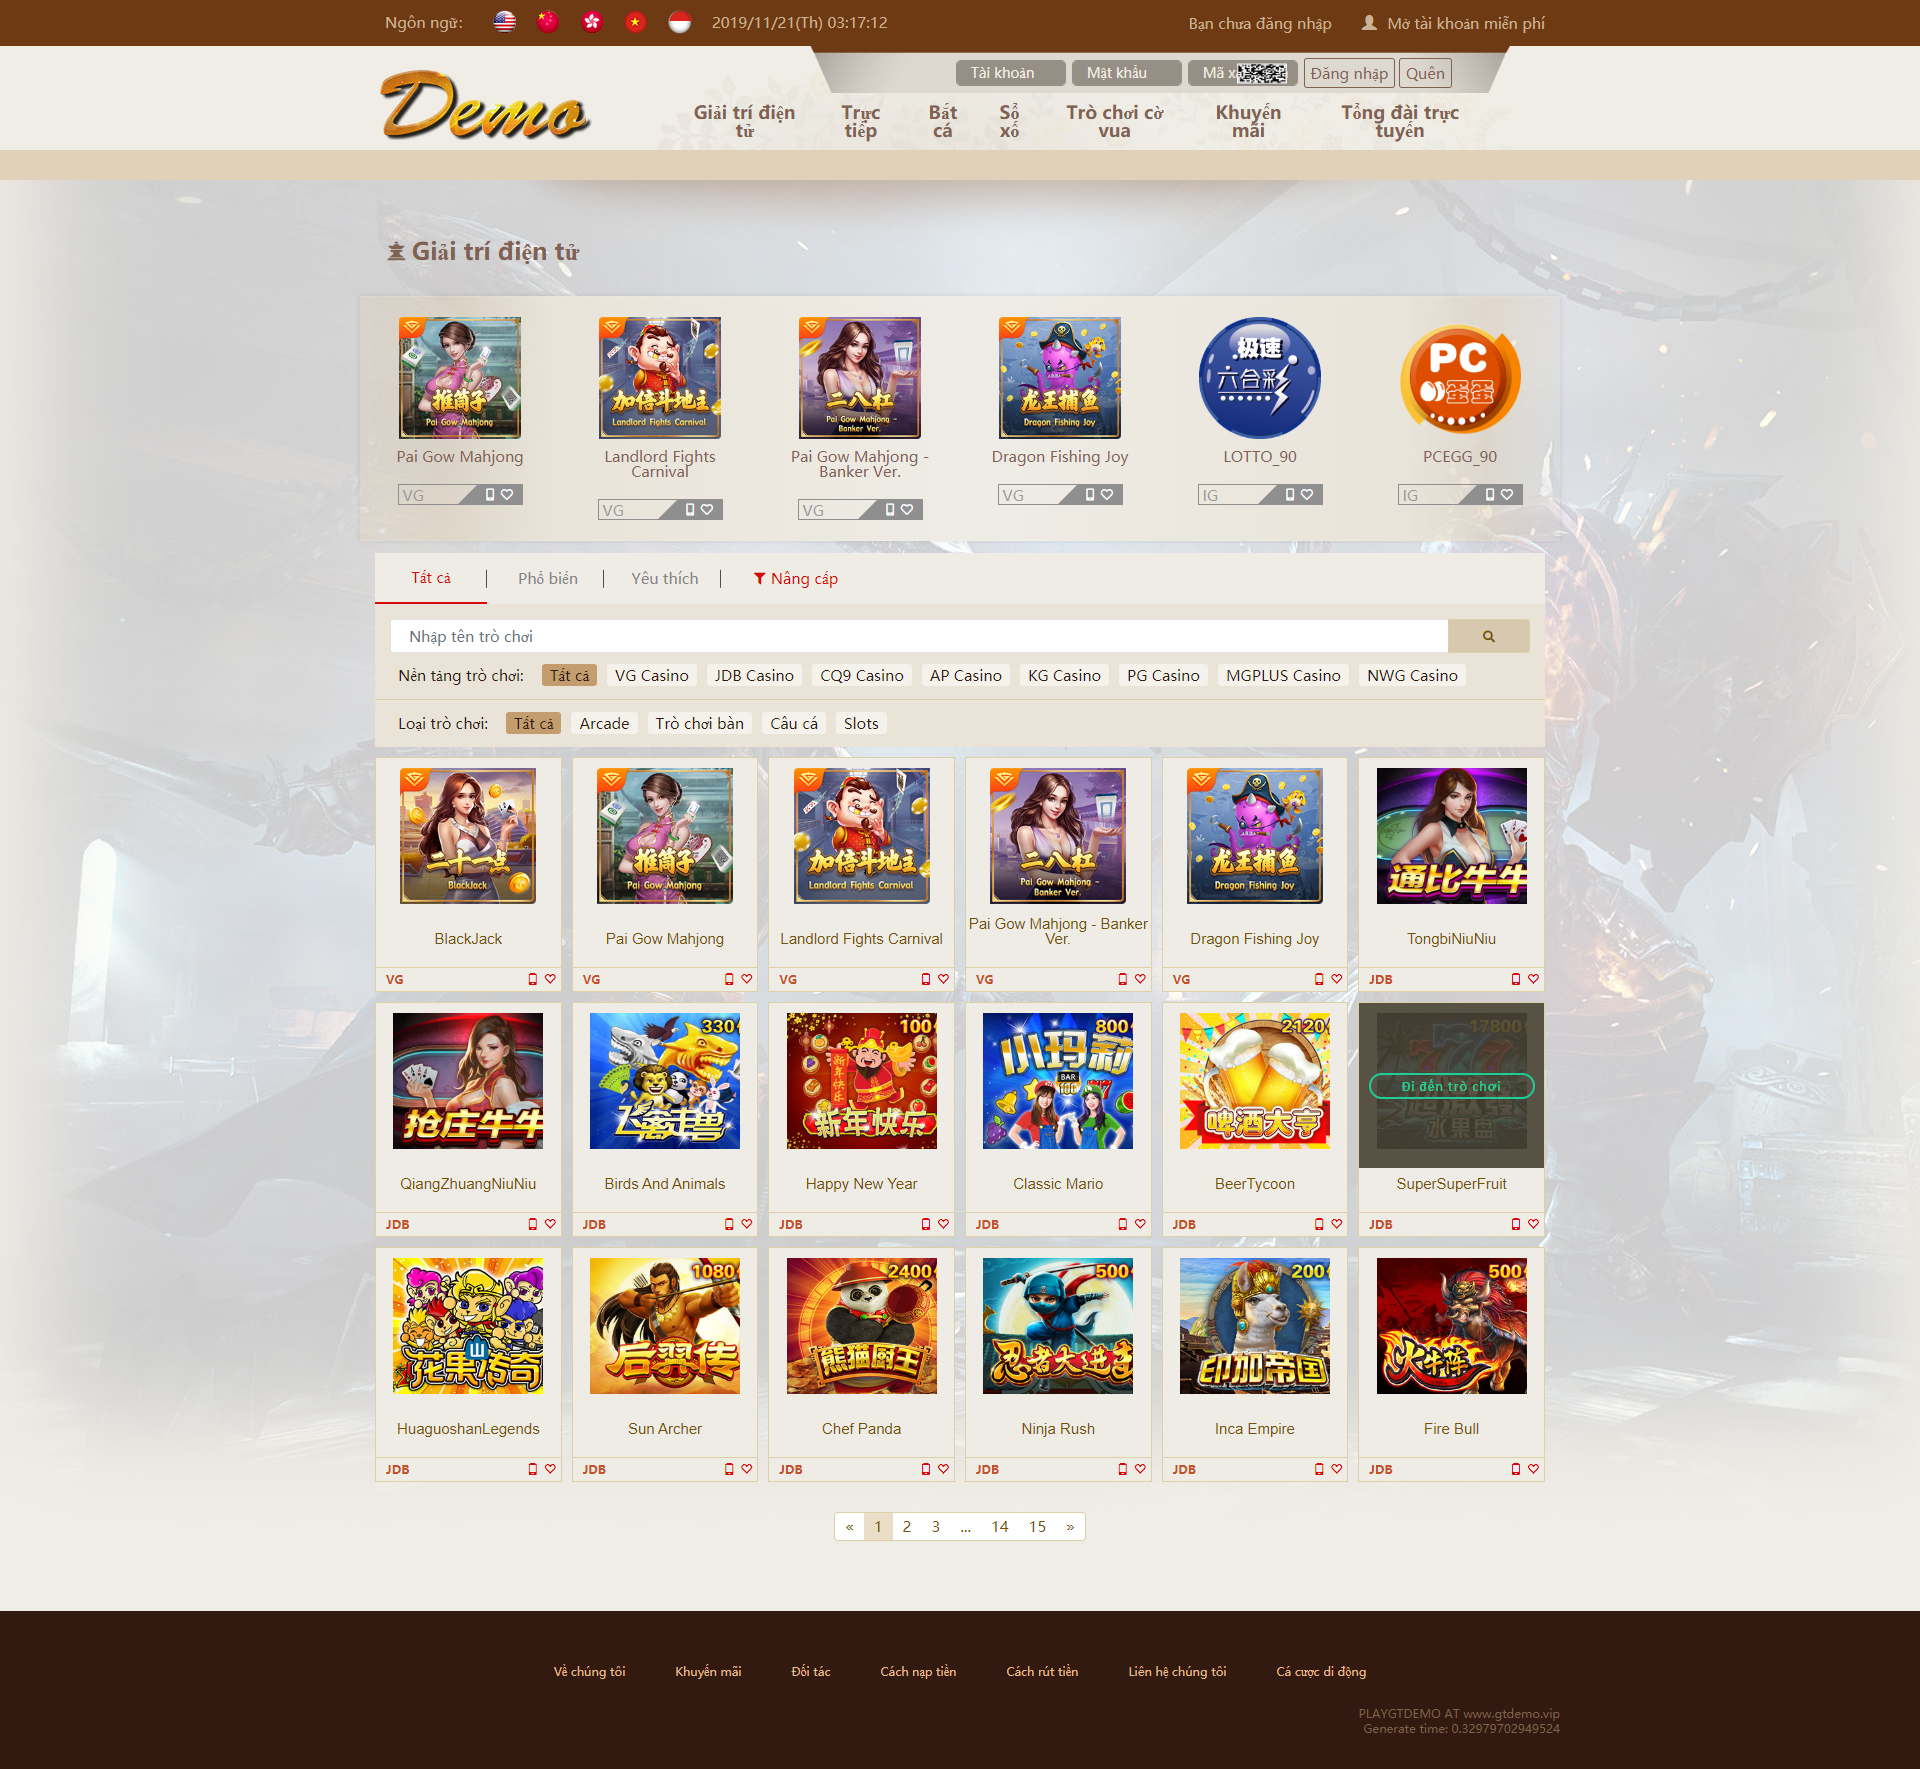 Ngôn ngữ: 2019/11/21(Th) 03:17:12 Bạn chưa đăng nhập Mở tài khoản miễn phí
Tài khoản Mật khẩu Mã x Đăng nhập Quên
Demo
Giải trí điện tử Trực tiếp Bắt cá Sổ xố Trò chơi cờ vua Khuyến mãi Tổng đài trực tuyến
Giải trí điện tử
推筒子 加倍斗地主 二八杠 龙王捕鱼 极速六合彩 PC蛋蛋
Pai Gow Mahjong Landlord Fights Carnival Pai Gow Mahjong - Banker Ver. Dragon Fishing Joy
Pai Gow Mahjong Landlord Fights Carnival Pai Gow Mahjong - Banker Ver. Dragon Fishing Joy LOTTO_90 PCEGG_90
VG VG VG VG IG IG
Tất cả Phổ biến Yêu thích Nâng cấp
Nhập tên trò chơi
Nền tảng trò chơi: Tất cả VG Casino JDB Casino CQ9 Casino AP Casino KG Casino PG Casino MGPLUS Casino NWG Casino
Loại trò chơi: Tất cả Arcade Trò chơi bàn Câu cá Slots
二十一点 推筒子 加倍斗地主 二八杠 龙王捕鱼 通比牛牛
BlackJack Pai Gow Mahjong Landlord Fights Carnival Pai Gow Mahjong - Banker Ver. Dragon Fishing Joy
BlackJack Pai Gow Mahjong Landlord Fights Carnival Pai Gow Mahjong - Banker Ver. Dragon Fishing Joy TongbiNiuNiu
VG VG VG VG VG JDB
330 100 800 2120 17800
新年快乐 BAR 100 777
Đi đến trò chơi
抢庄牛牛 飞禽走兽 新年快乐 小玛莉 啤酒大亨 水果盘
QiangZhuangNiuNiu Birds And Animals Happy New Year Classic Mario BeerTycoon SuperSuperFruit
JDB JDB JDB JDB JDB JDB
1080 2400 500 200 500
山
花果传奇 后羿传 熊猫厨王 忍者大进击 印加帝国 火牛阵
HuaguoshanLegends Sun Archer Chef Panda Ninja Rush Inca Empire Fire Bull
JDB JDB JDB JDB JDB JDB
« 1 2 3 ... 14 15 »
Về chúng tôi Khuyến mãi Đối tác Cách nạp tiền Cách rút tiền Liên hệ chúng tôi Cá cược di động
PLAYGTDEMO AT www.gtdemo.vip
Generate time: 0.32979702949524